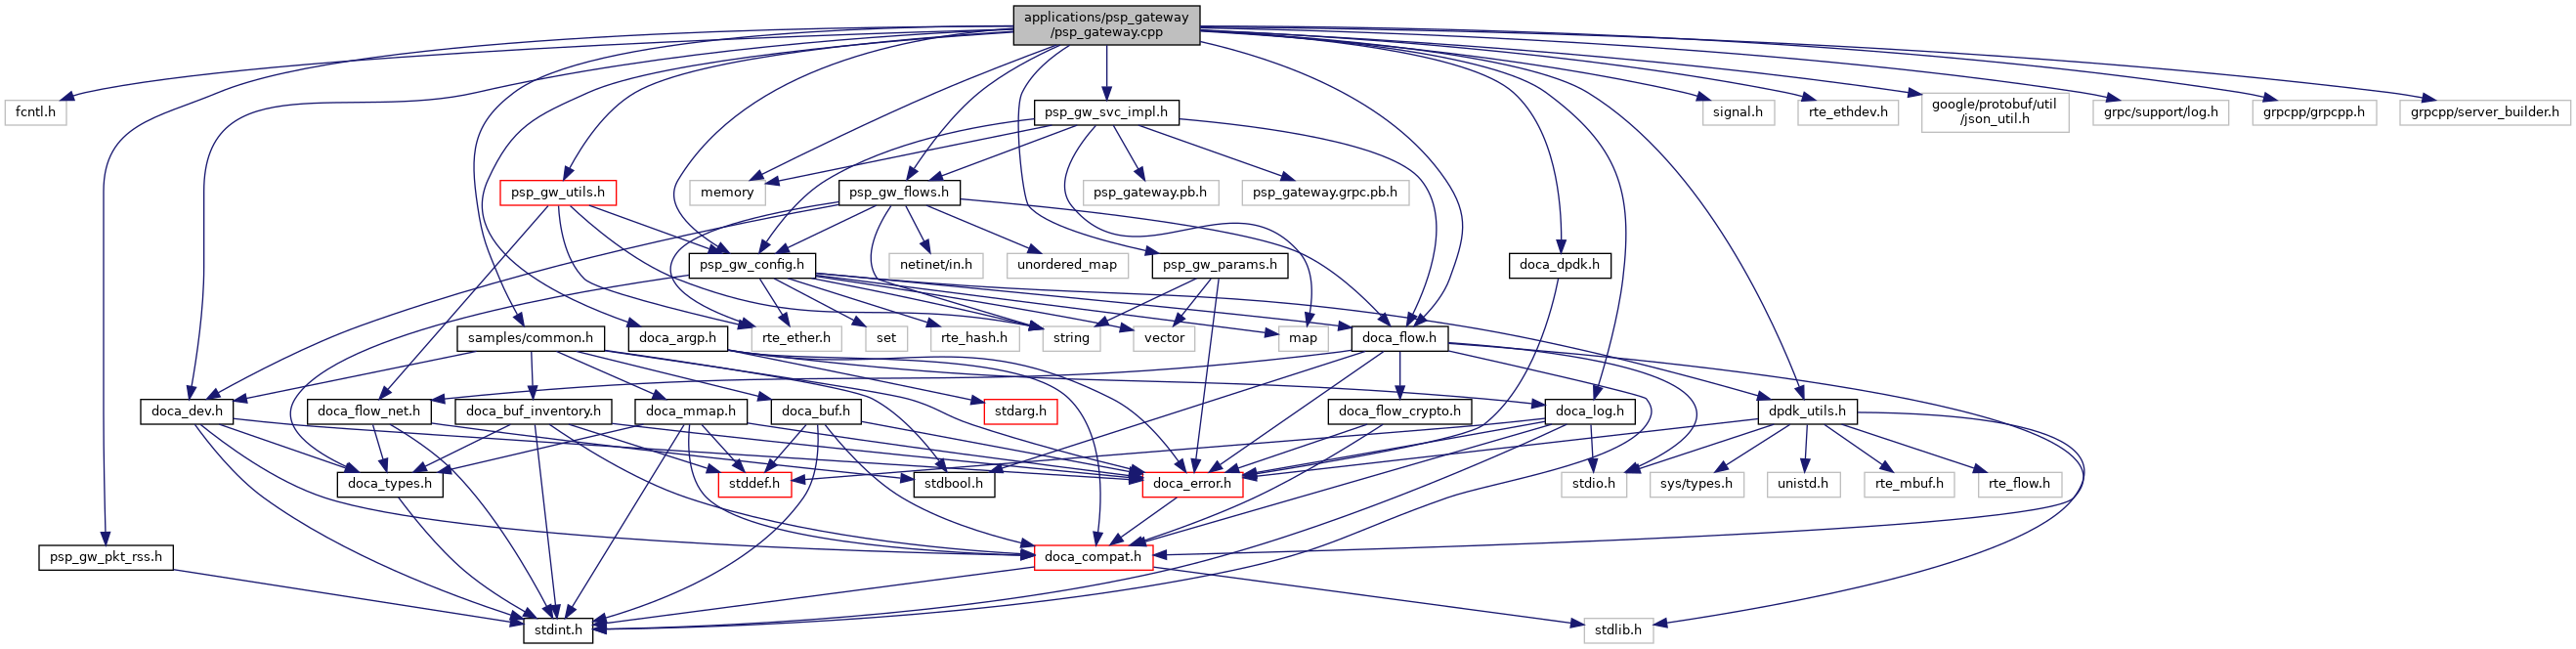 applications/psp_gateway
/psp_gateway.cpp
fcntl.h
psp_gw_svc_impl.h
signal.h
rte_ethdev.h
google/protobuf/util
/json_util.h
grpc/support/log.h
grpcpp/grpcpp.h
grpcpp/server_builder.h
psp_gw_utils.h
memory
psp_gw_flows.h
psp_gateway.pb.h
psp_gateway.grpc.pb.h
psp_gw_config.h
netinet/in.h
unordered_map
psp_gw_params.h
doca_dpdk.h
samples/common.h
doca_argp.h
rte_ether.h
set
rte_hash.h
string
vector
map
doca_flow.h
doca_dev.h
doca_flow_net.h
doca_buf_inventory.h
doca_mmap.h
doca_buf.h
stdarg.h
doca_flow_crypto.h
doca_log.h
dpdk_utils.h
doca_types.h
stddef.h
stdbool.h
doca_error.h
stdio.h
sys/types.h
unistd.h
rte_mbuf.h
rte_flow.h
psp_gw_pkt_rss.h
doca_compat.h
stdint.h
stdlib.h